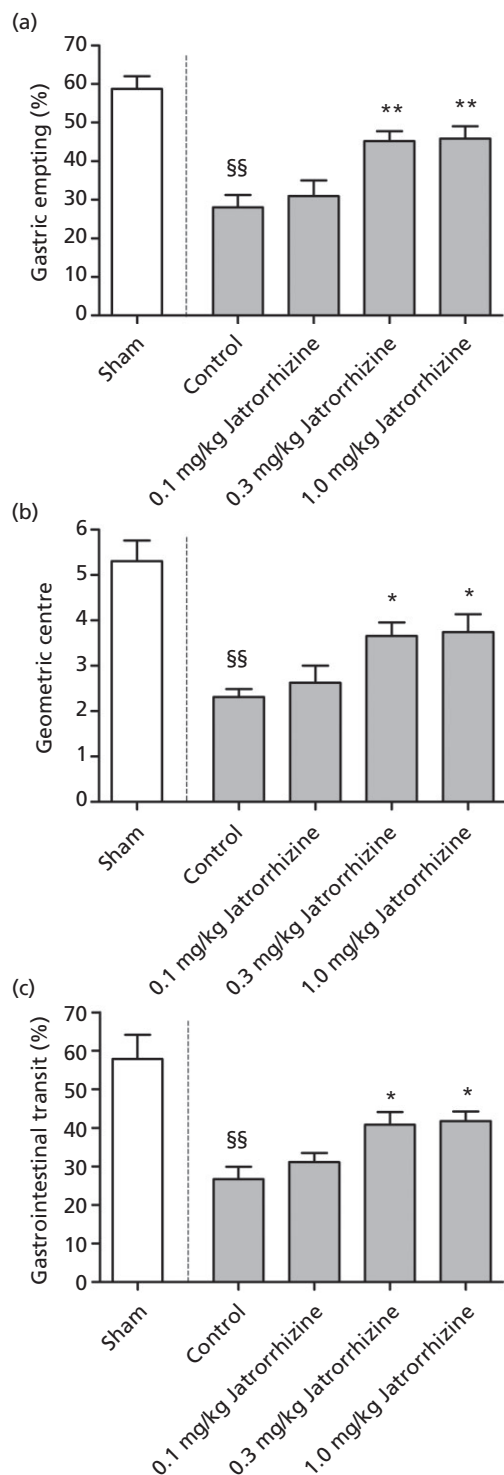 (a)
Gastric empting (%)
70
60
50
40
30
20
10
0
§§
**
**
Sham
Control
0.1 mg/kg Jatrorrhizine
0.3 mg/kg Jatrorrhizine
1.0 mg/kg Jatrorrhizine
(b)
Geometric centre
6
5
4
3
2
1
0
§§
*
*
Sham
Control
0.1 mg/kg Jatrorrhizine
0.3 mg/kg Jatrorrhizine
1.0 mg/kg Jatrorrhizine
(c)
Gastrointestinal transit (%)
70
60
50
40
30
20
10
0
§§
*
*
Sham
Control
0.1 mg/kg Jatrorrhizine
0.3 mg/kg Jatrorrhizine
1.0 mg/kg Jatrorrhizine